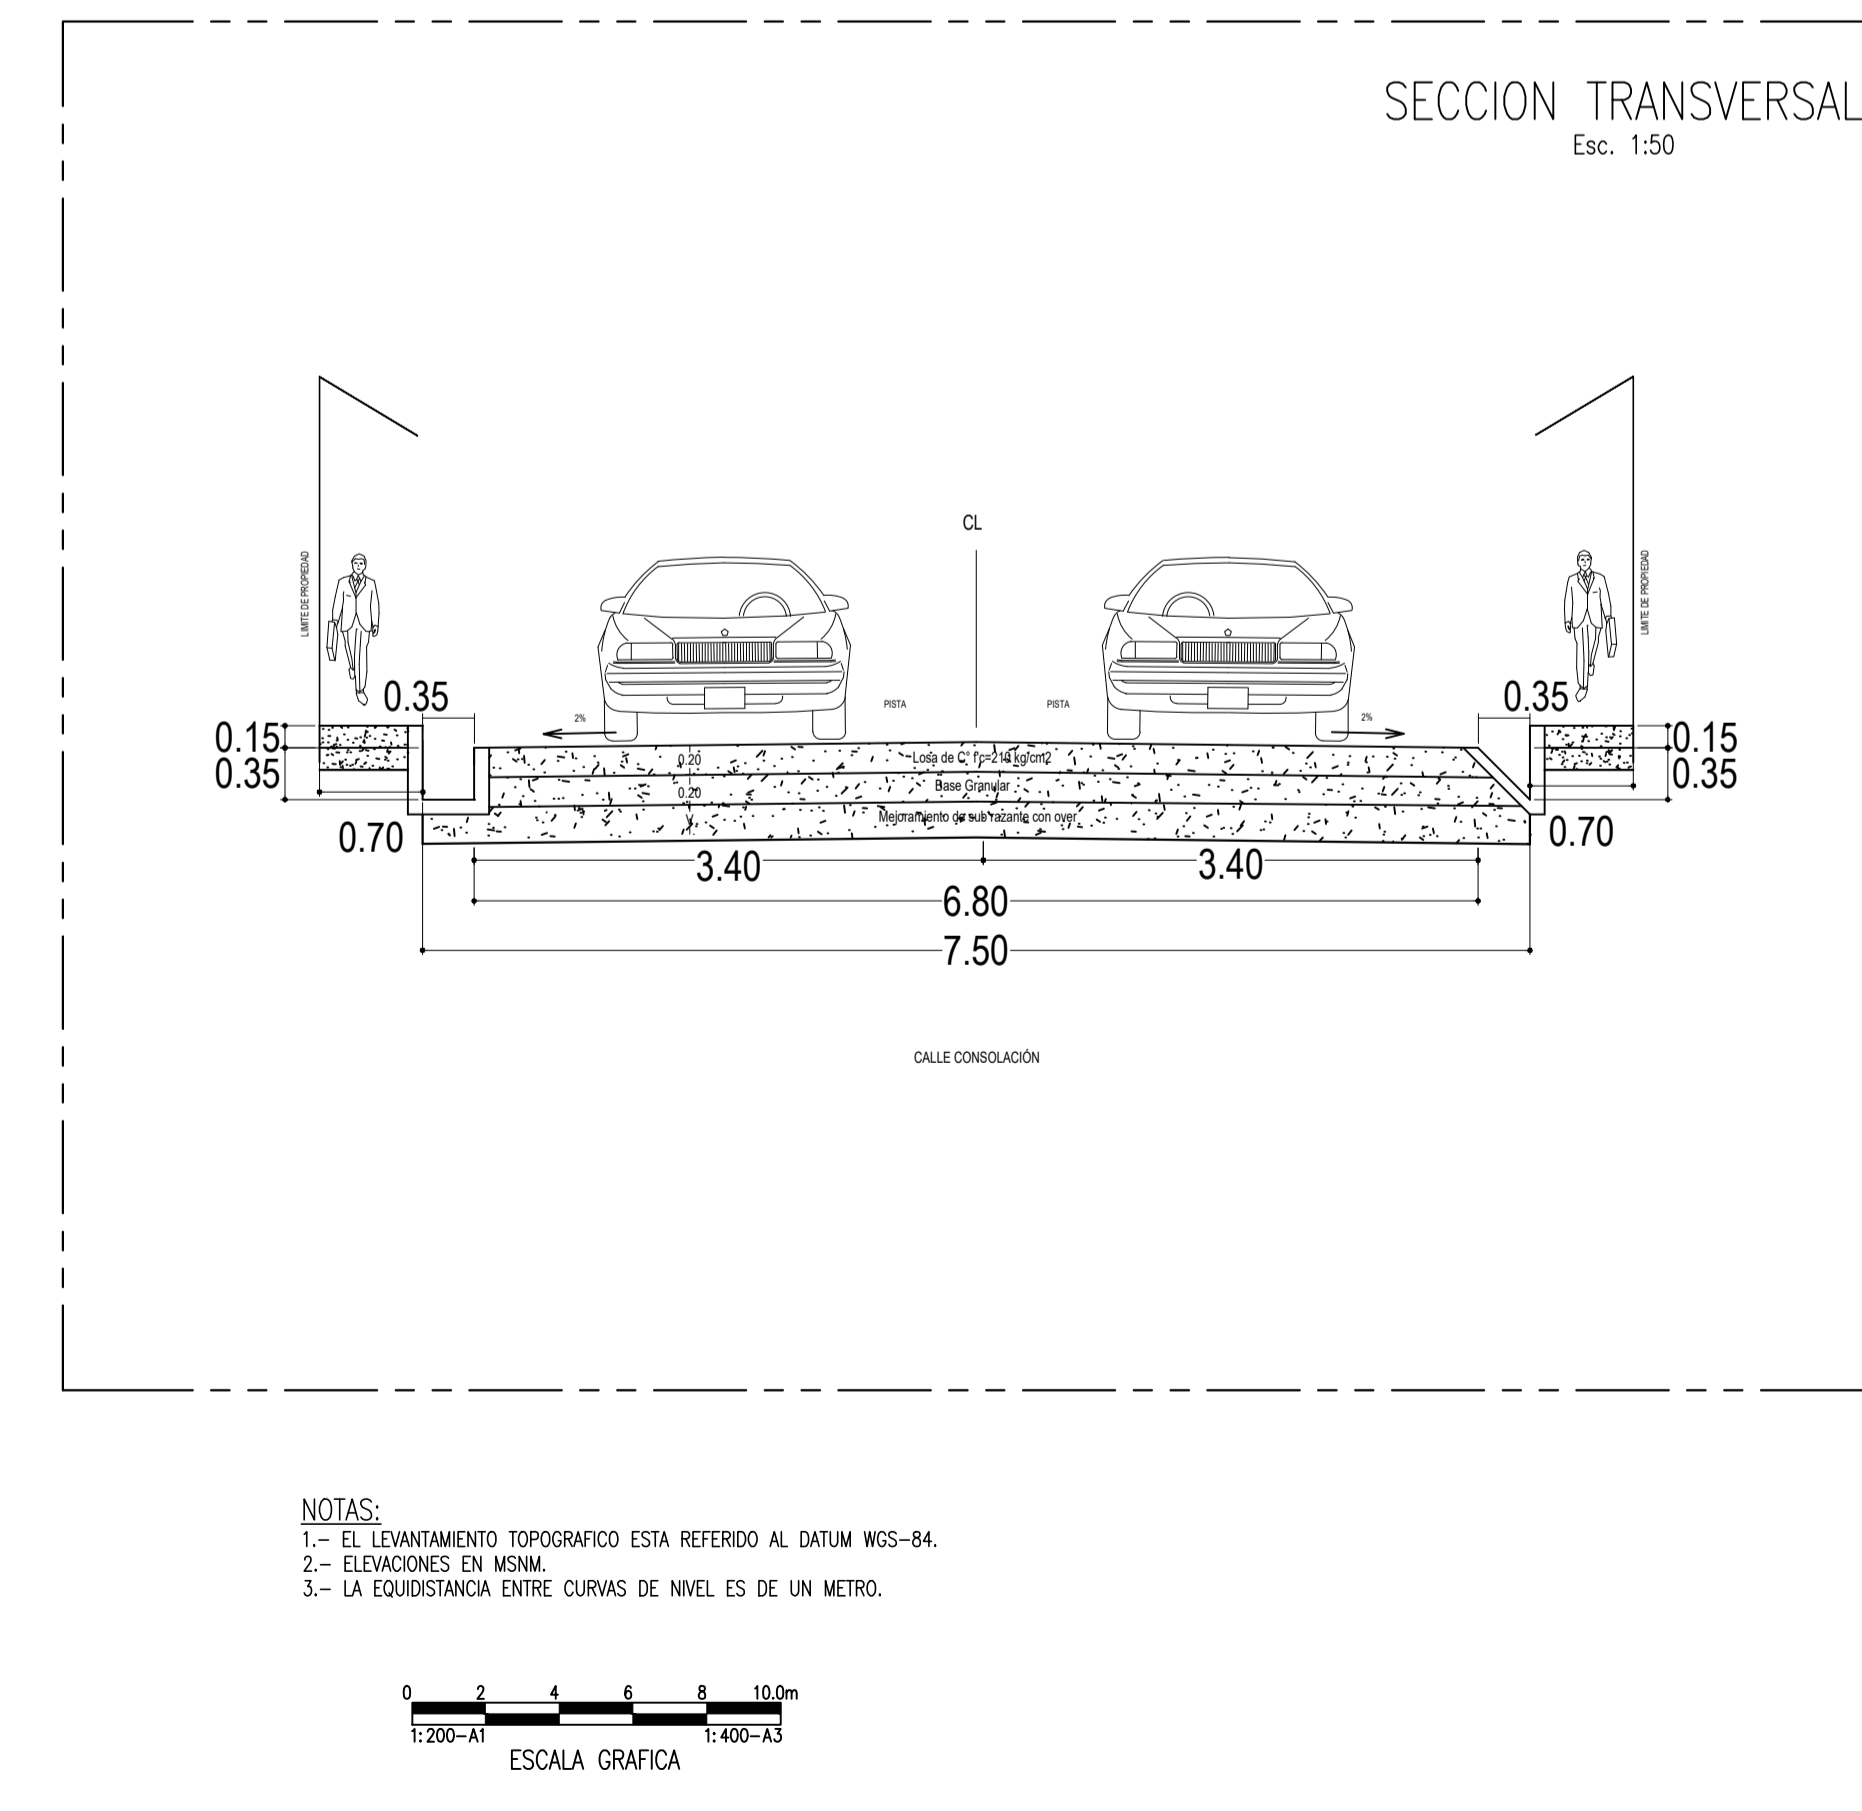 SECCION TRANSVERSAL
Esc. 1:50
CL
LIMITE DE PROPIEDAD
LIMITE DE PROPIEDAD
0.35
0.35
PISTA
PISTA
2%
2%
0.15
0.15
0.35
0.35
0.20
Losa de C° f'c=210 kg/cm2
0.20
Base Granular
Mejoramiento de sub razante con over
0.70
0.70
3.40
3.40
6.80
7.50
CALLE CONSOLACIÓN
NOTAS:
1.- EL LEVANTAMIENTO TOPOGRAFICO ESTA REFERIDO AL DATUM WGS-84.
2.- ELEVACIONES EN MSNM.
3.- LA EQUIDISTANCIA ENTRE CURVAS DE NIVEL ES DE UN METRO.
0 2 4 6 8 10.0m
1:200-A1 1:400-A3
ESCALA GRAFICA